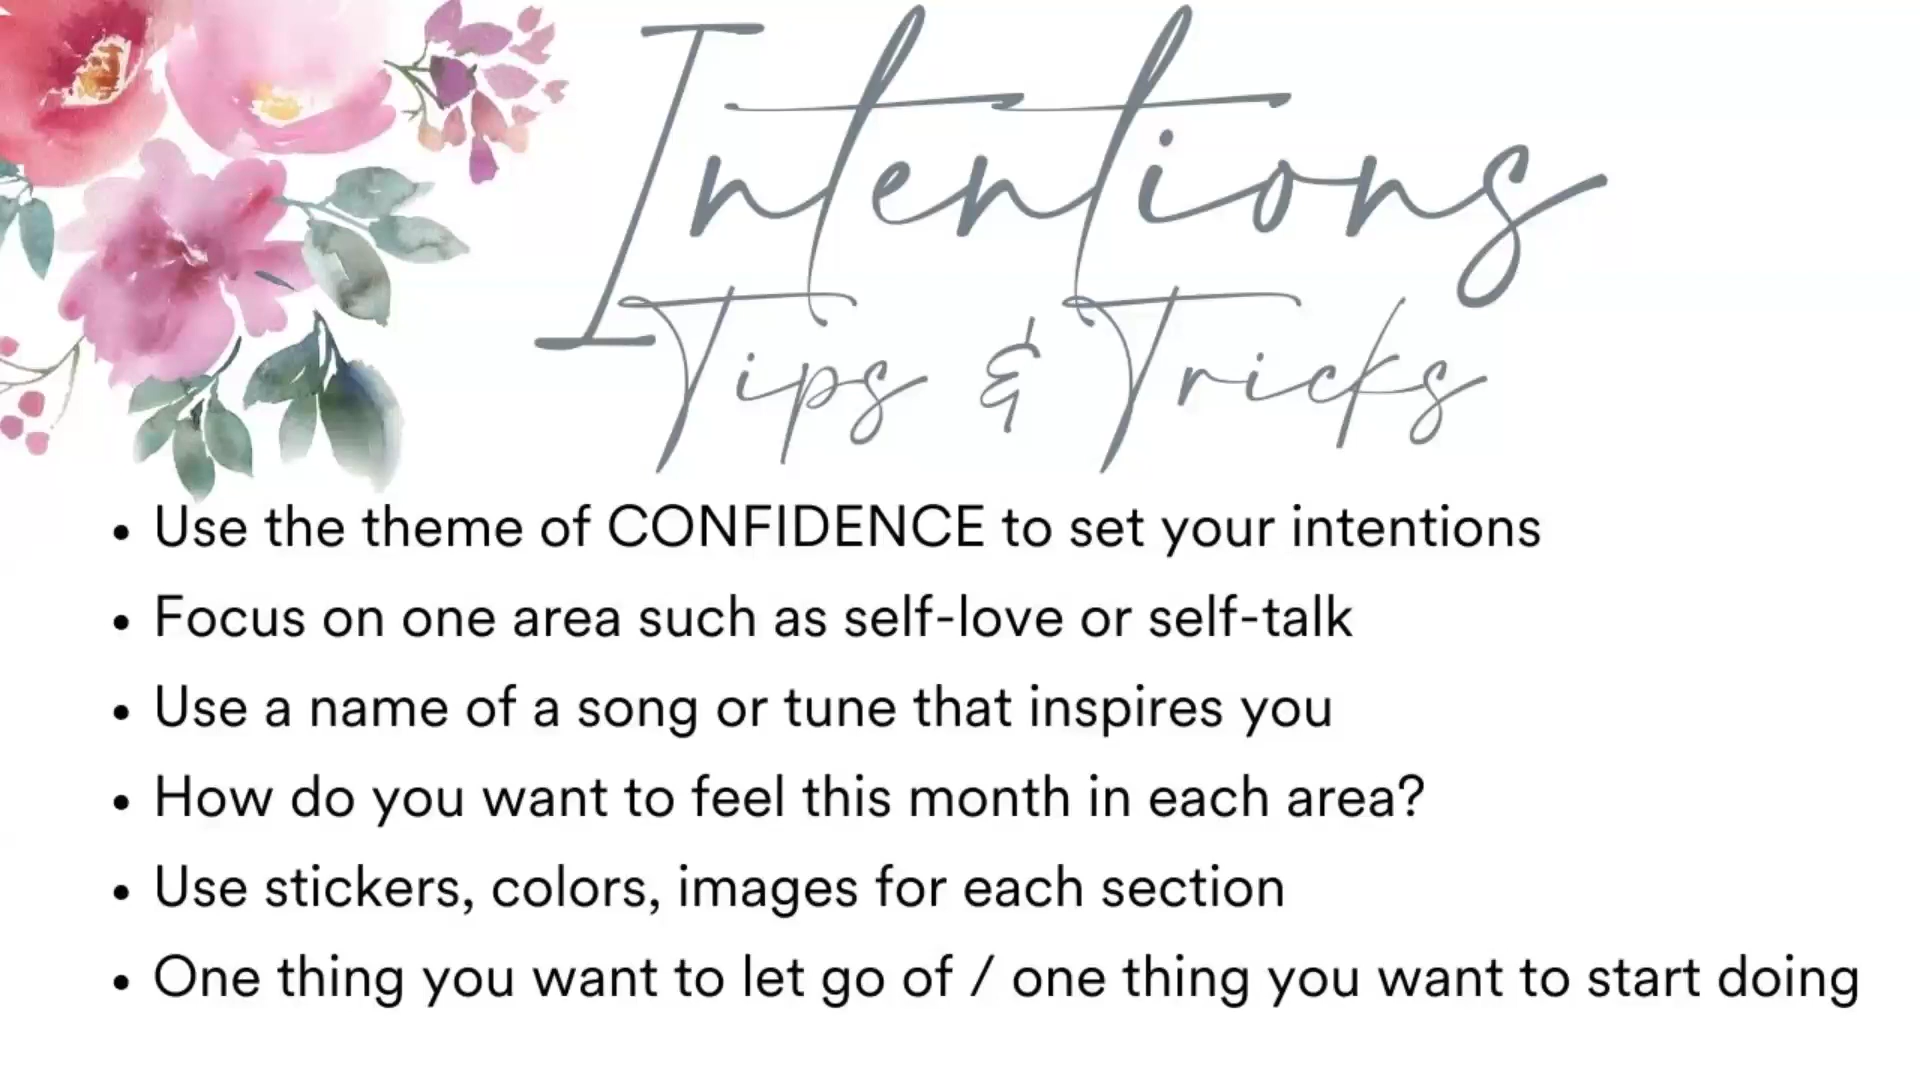 Intentions
Tips & Tricks
• Use the theme of CONFIDENCE to set your intentions
• Focus on one area such as self-love or self-talk
• Use a name of a song or tune that inspires you
• How do you want to feel this month in each area?
• Use stickers, colors, images for each section
• One thing you want to let go of / one thing you want to start doing